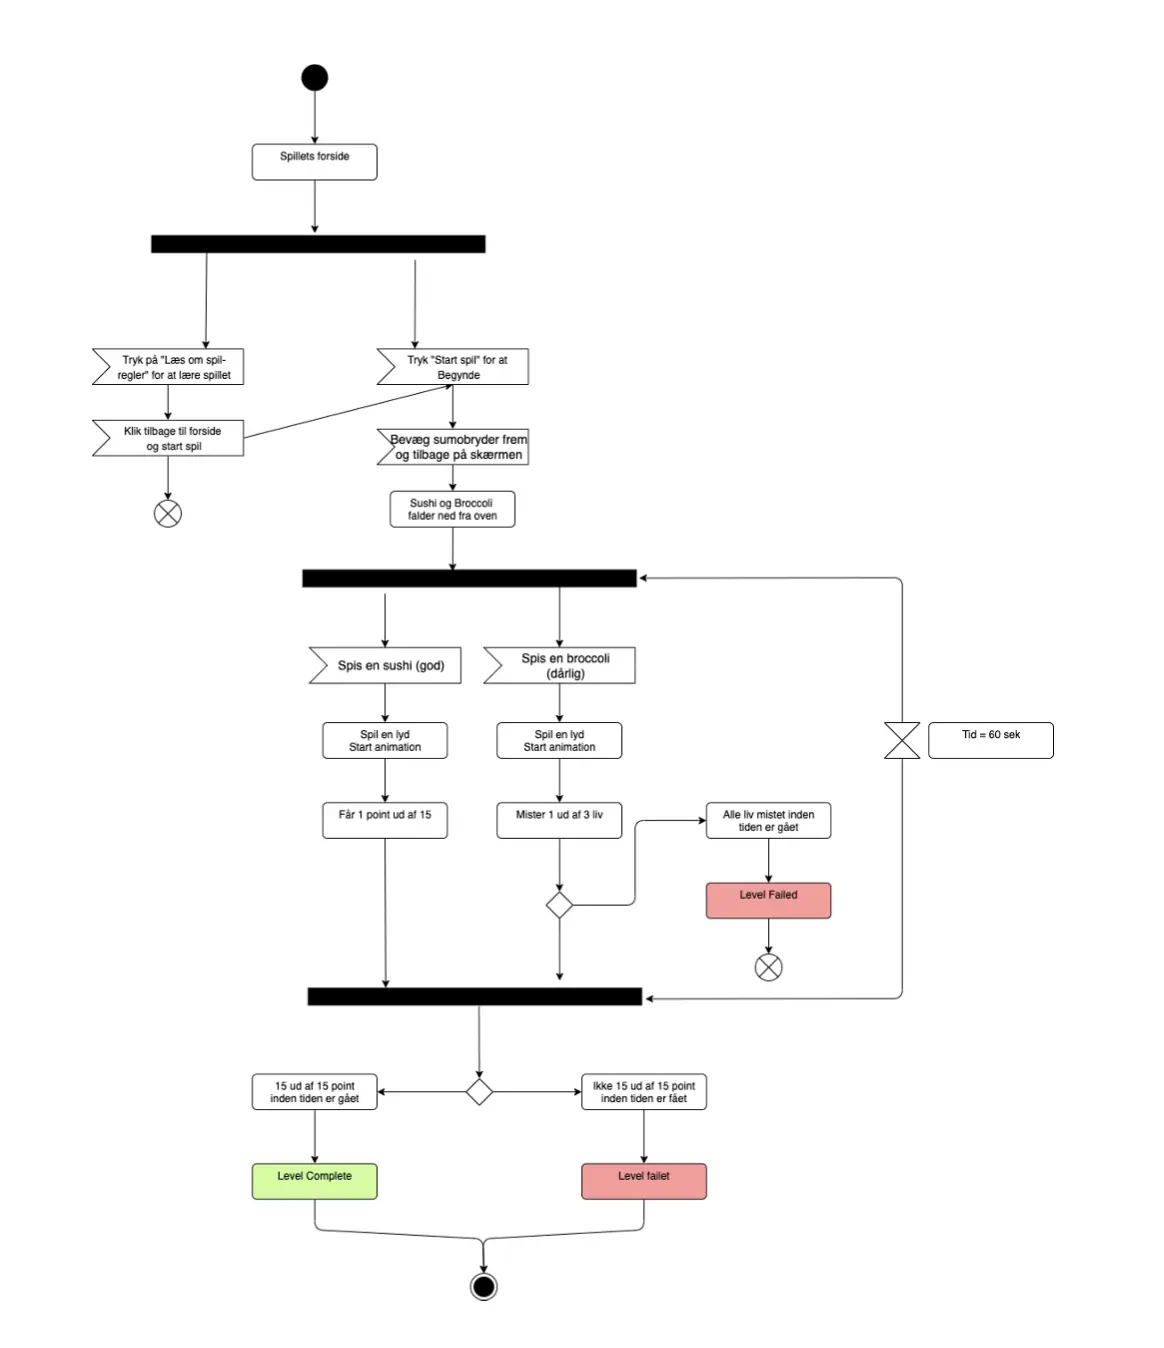 Spillets forside
Tryk på "Læs om spil-
regler" for at lære spillet
Tryk "Start spil" for at
Begynde
Klik tilbage til forside
og start spil
Bevæg sumobryder frem
og tilbage på skærmen
Sushi og Broccoli
falder ned fra oven
Spis en sushi (god)
Spis en broccoli
(dårlig)
Spil en lyd
Start animation
Spil en lyd
Start animation
Tid = 60 sek
Får 1 point ud af 15
Mister 1 ud af 3 liv
Alle liv mistet inden
tiden er gået
Level Failed
15 ud af 15 point
inden tiden er gået
Ikke 15 ud af 15 point
inden tiden er fået
Level Complete
Level failet